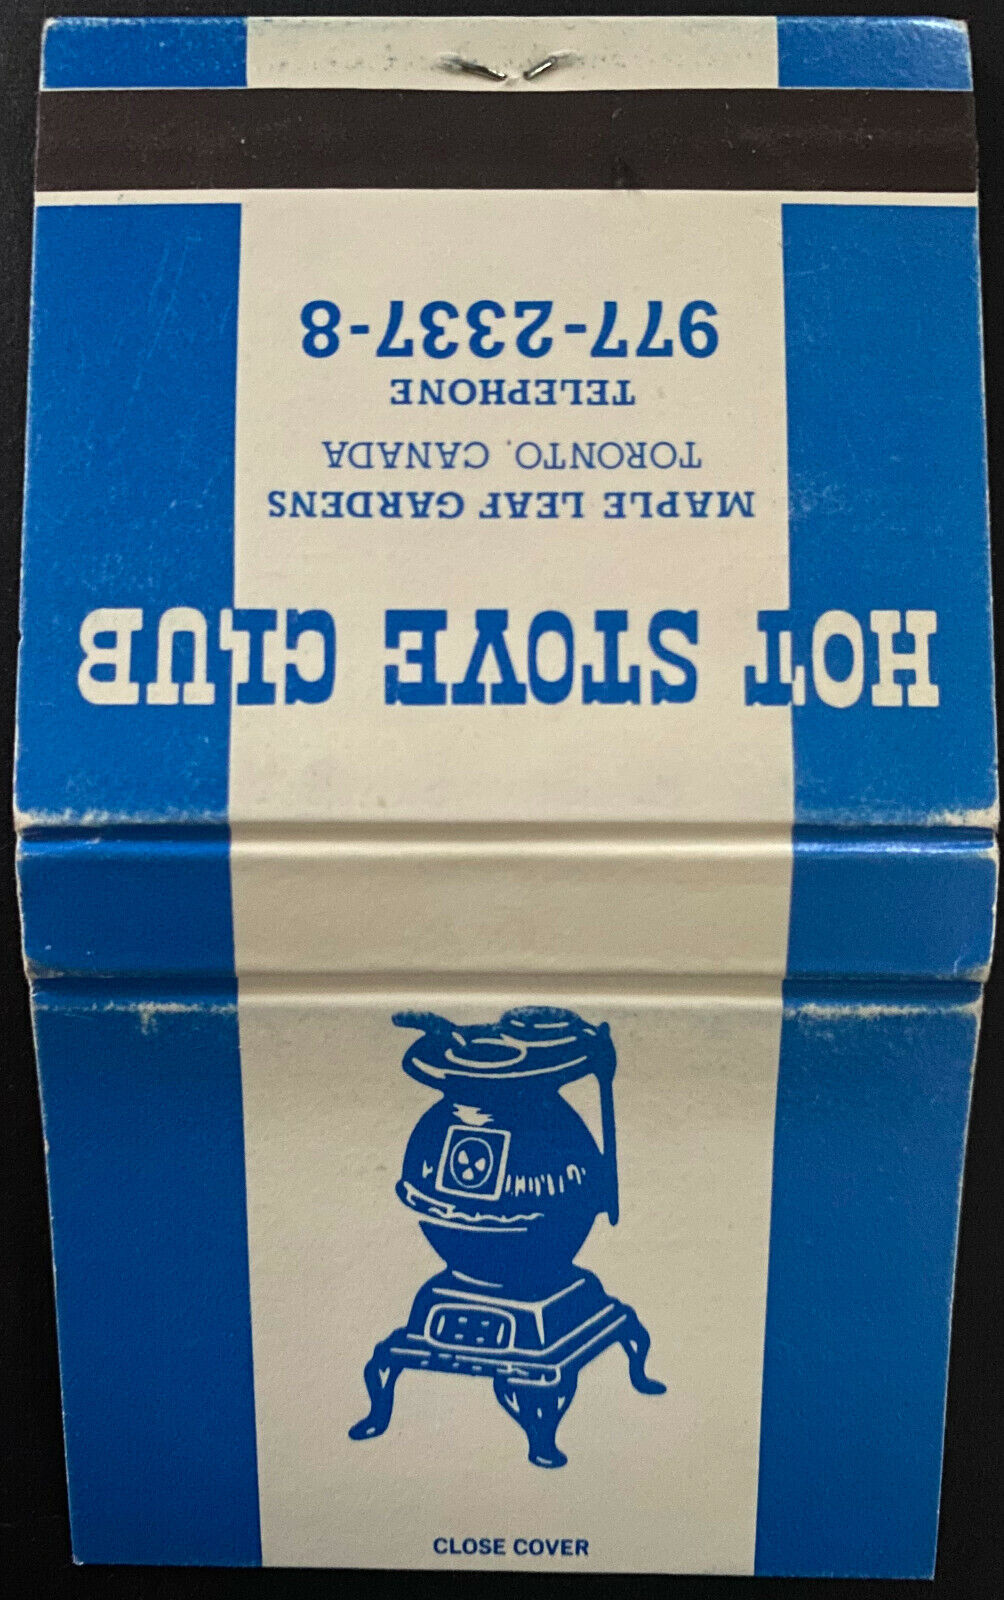 HOT STOVE CLUB
MAPLE LEAF GARDENS
TORONTO, CANADA
TELEPHONE
977-2337-8
CLOSE COVER